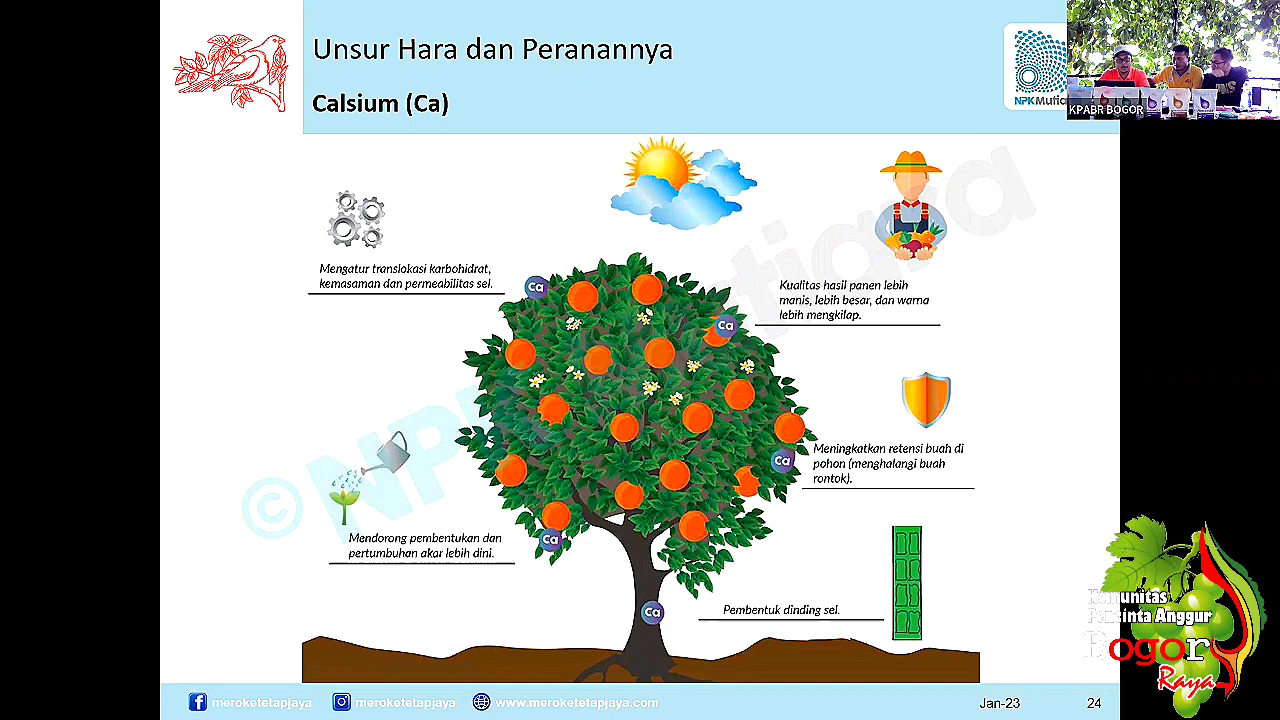 Unsur Hara dan Peranannya
Calsium (Ca)
NPK
KPABR BOGOR
Mengatur translokasi karbohidrat,
kemasaman dan permeabilitas sel.
Kualitas hasil panen lebih
manis, lebih besar, dan warna
lebih mengkilap.
Meningkatkan retensi buah di
pohon (menghalangi buah
rontok).
Mendorong pembentukan dan
pertumbuhan akar lebih dini.
Pembentuk dinding sel.
Ca
Ca
Ca
Ca
Ca
© NPK
tiara
Komunitas
Pencinta Anggur
Bogor
Raya
meroketetapjaya
meroketetapjaya
www.meroketetapjaya.com
Jan-23
24